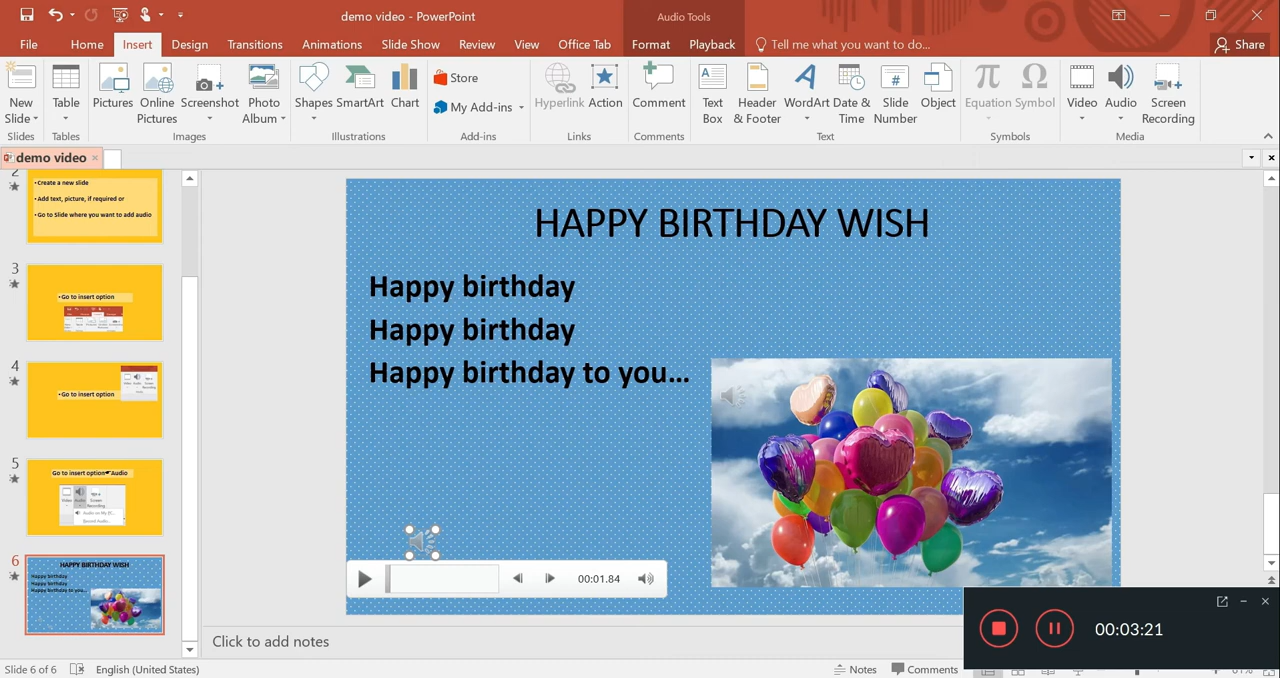 demo video - PowerPoint
Audio Tools
File Home Insert Design Transitions Animations Slide Show Review View Office Tab Format Playback Tell me what you want to do... Share
New Slide
Table
Pictures
Online Pictures
Screenshot
Photo Album
Shapes
SmartArt
Chart
Store
My Add-ins
Hyperlink
Action
Comment
Text Box
Header & Footer
WordArt
Date & Time
Slide Number
Object
Equation
Symbol
Video
Audio
Screen Recording
Slides Tables Images Illustrations Add-ins Links Comments Text Symbols Media
demo video
2
•Create a new slide
•Add text, picture, if required or
•Go to Slide where you want to add audio
3
•Go to insert option
4
•Go to insert option
5
Go to insert option Audio
6
HAPPY BIRTHDAY WISH
Happy birthday
Happy birthday
Happy birthday to you...
HAPPY BIRTHDAY WISH
Happy birthday
Happy birthday
Happy birthday to you...
00:01.84
00:03:21
Click to add notes
Slide 6 of 6 English (United States) Notes Comments